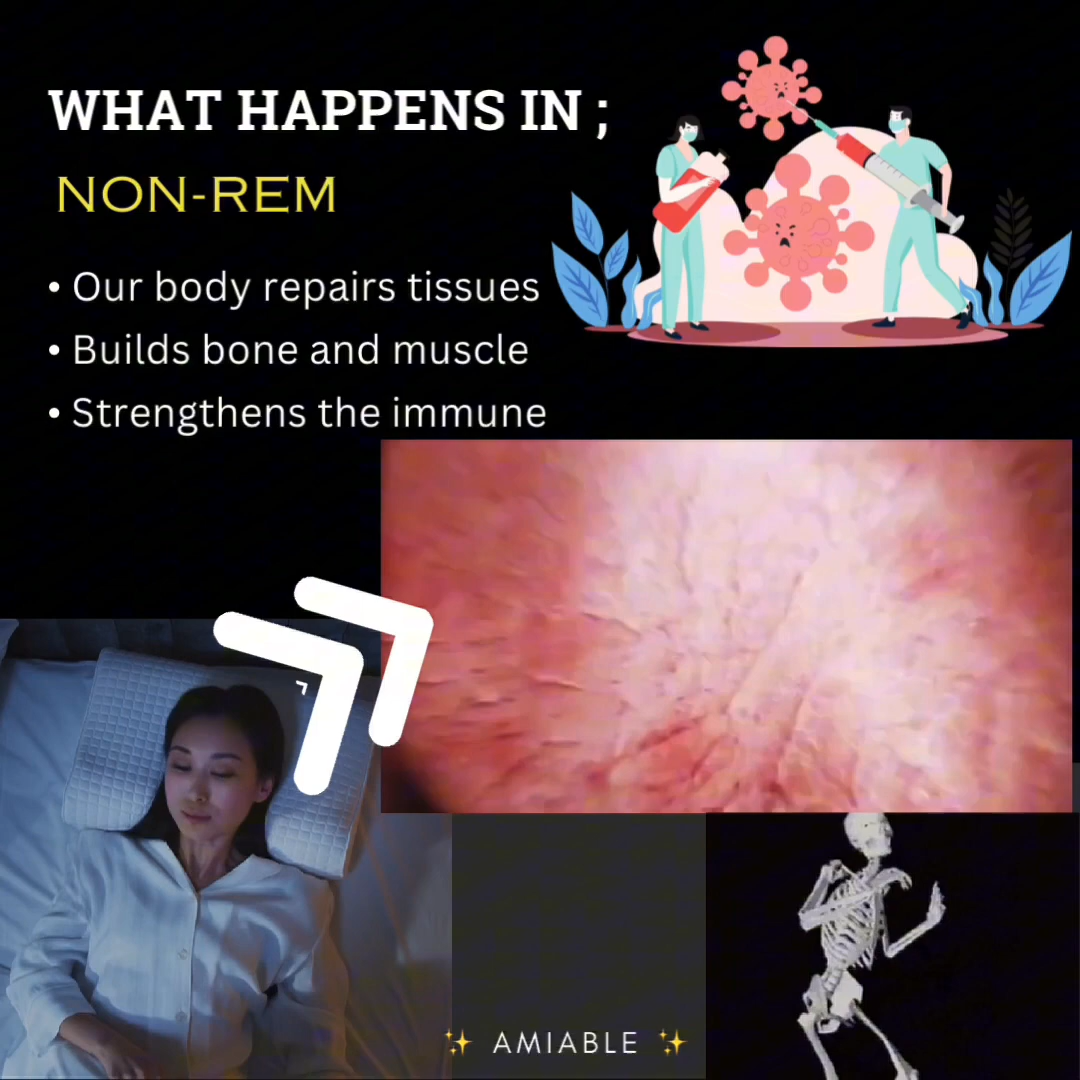 WHAT HAPPENS IN ;
NON-REM
• Our body repairs tissues
• Builds bone and muscle
• Strengthens the immune
✨ AMIABLE ✨